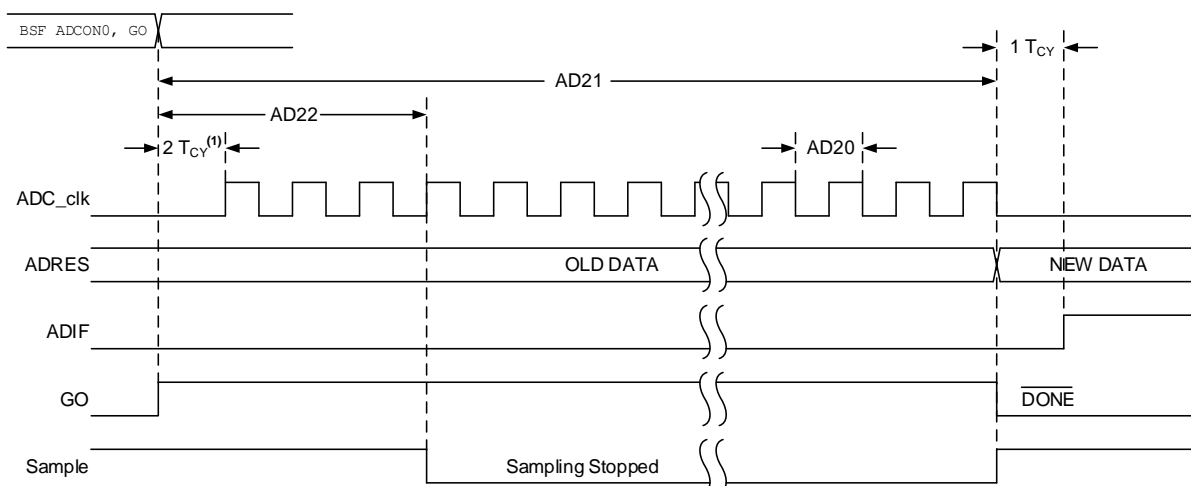 BSF ADCON0, GO
1 TCY
AD21
AD22
2 TCY(1)
AD20
ADC_clk
ADRES
OLD DATA
NEW DATA
ADIF
GO
DONE
Sample
Sampling Stopped